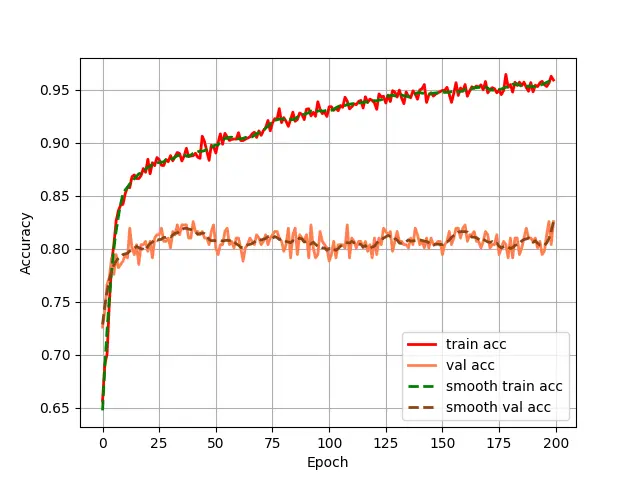 0.95
0.90
0.85
0.80
0.75
0.70
0.65
Accuracy
train acc
val acc
smooth train acc
smooth val acc
0 25 50 75 100 125 150 175 200
Epoch